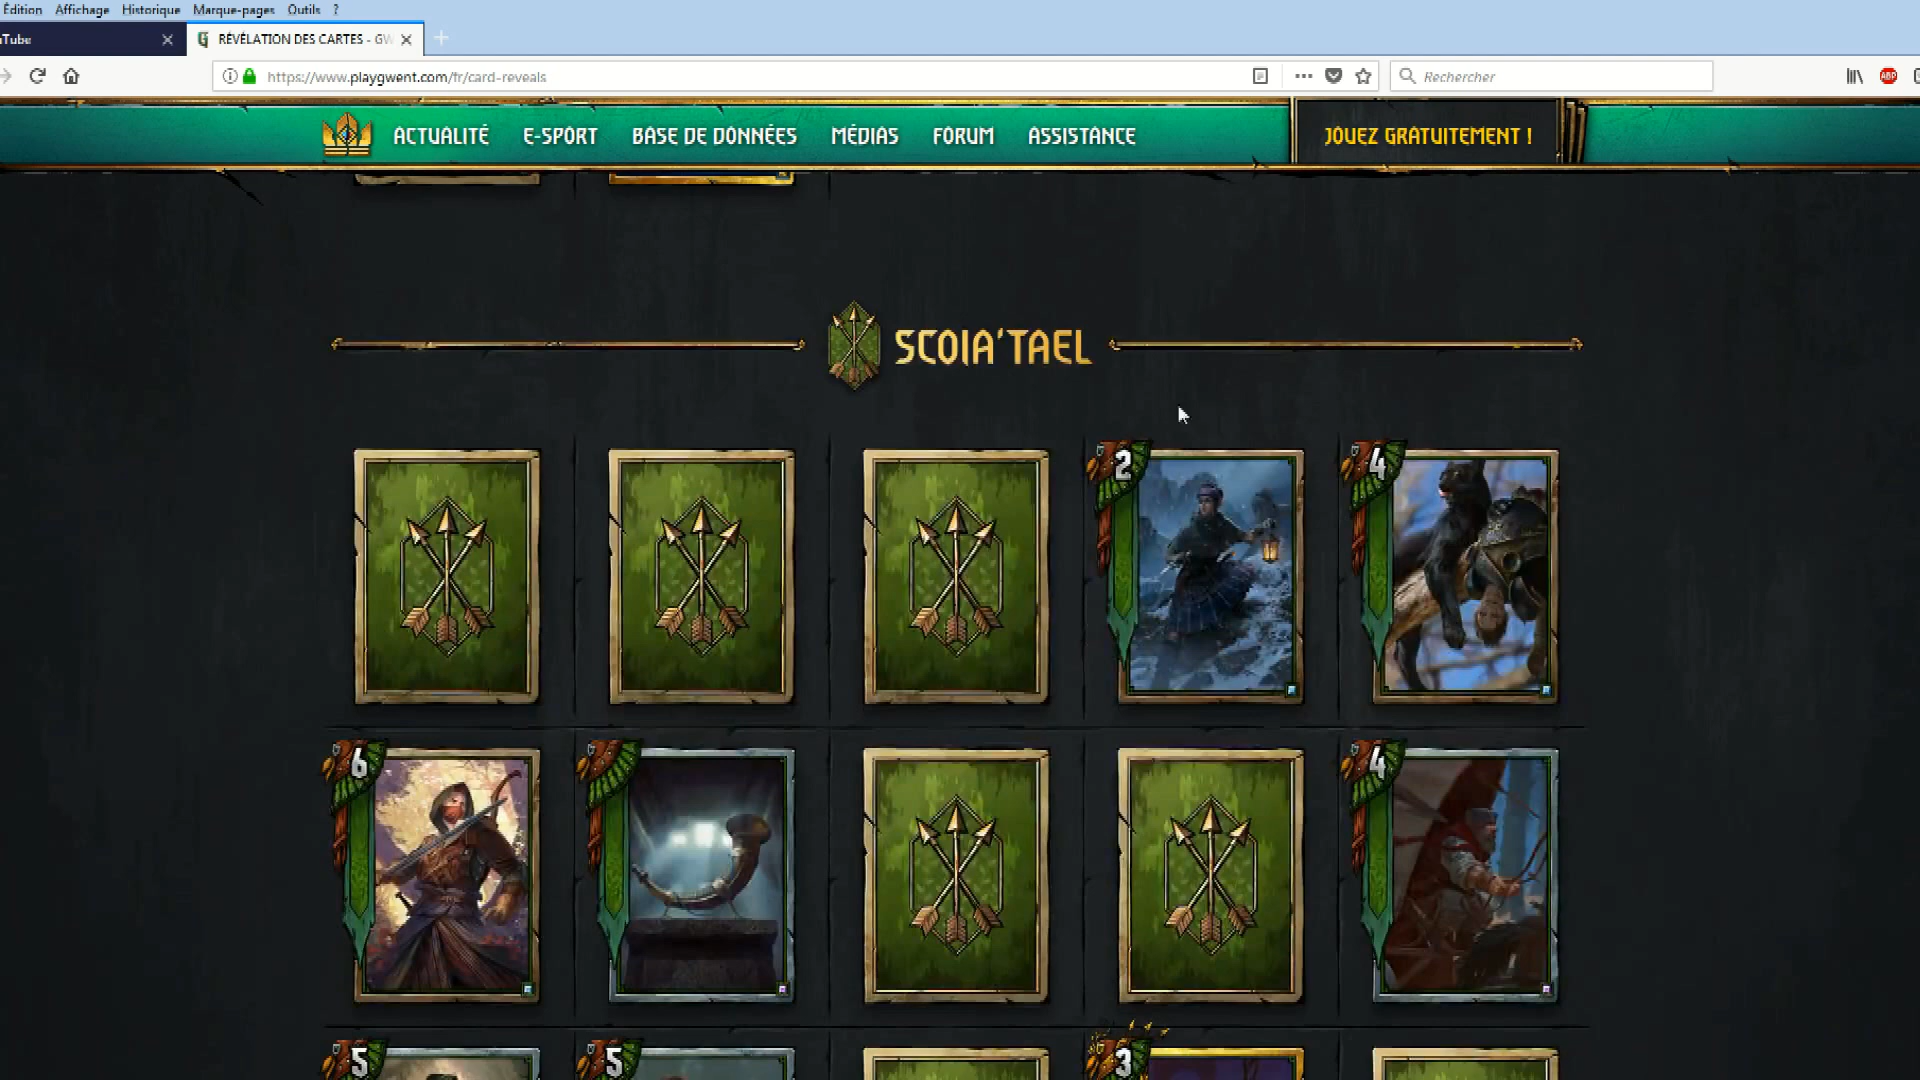 Édition Affichage Historique Marque-pages Outils ?
Tube
RÉVÉLATION DES CARTES - GW
https://www.playgwent.com/fr/card-reveals
Rechercher
ABP
ACTUALITÉ E-SPORT BASE DE DONNÉES MÉDIAS FORUM ASSISTANCE
JOUEZ GRATUITEMENT !
SCOIA'TAEL
2 4
6 4
5 5 3